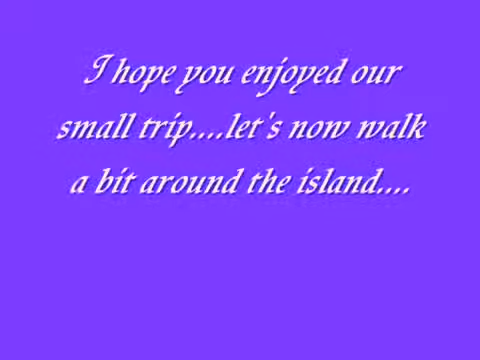 I hope you enjoyed our
small trip....let's now walk
a bit around the island....